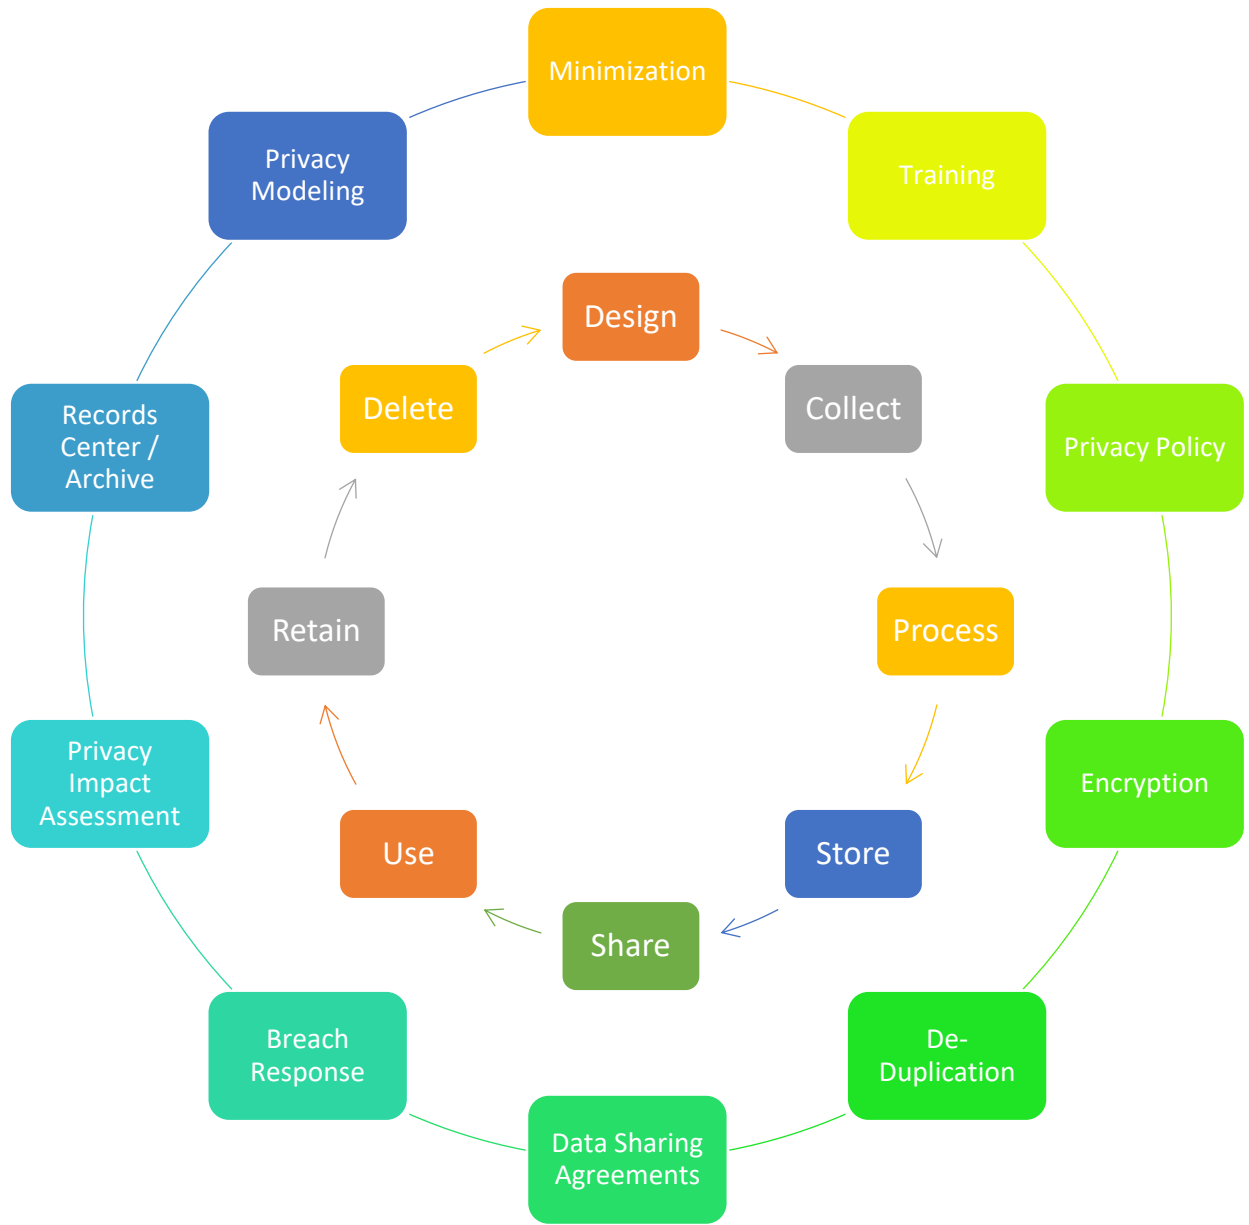 Minimization
Training
Privacy Policy
Encryption
De-
Duplication
Data Sharing
Agreements
Breach
Response
Privacy
Impact
Assessment
Records
Center /
Archive
Privacy
Modeling
Design
Collect
Process
Store
Share
Use
Retain
Delete